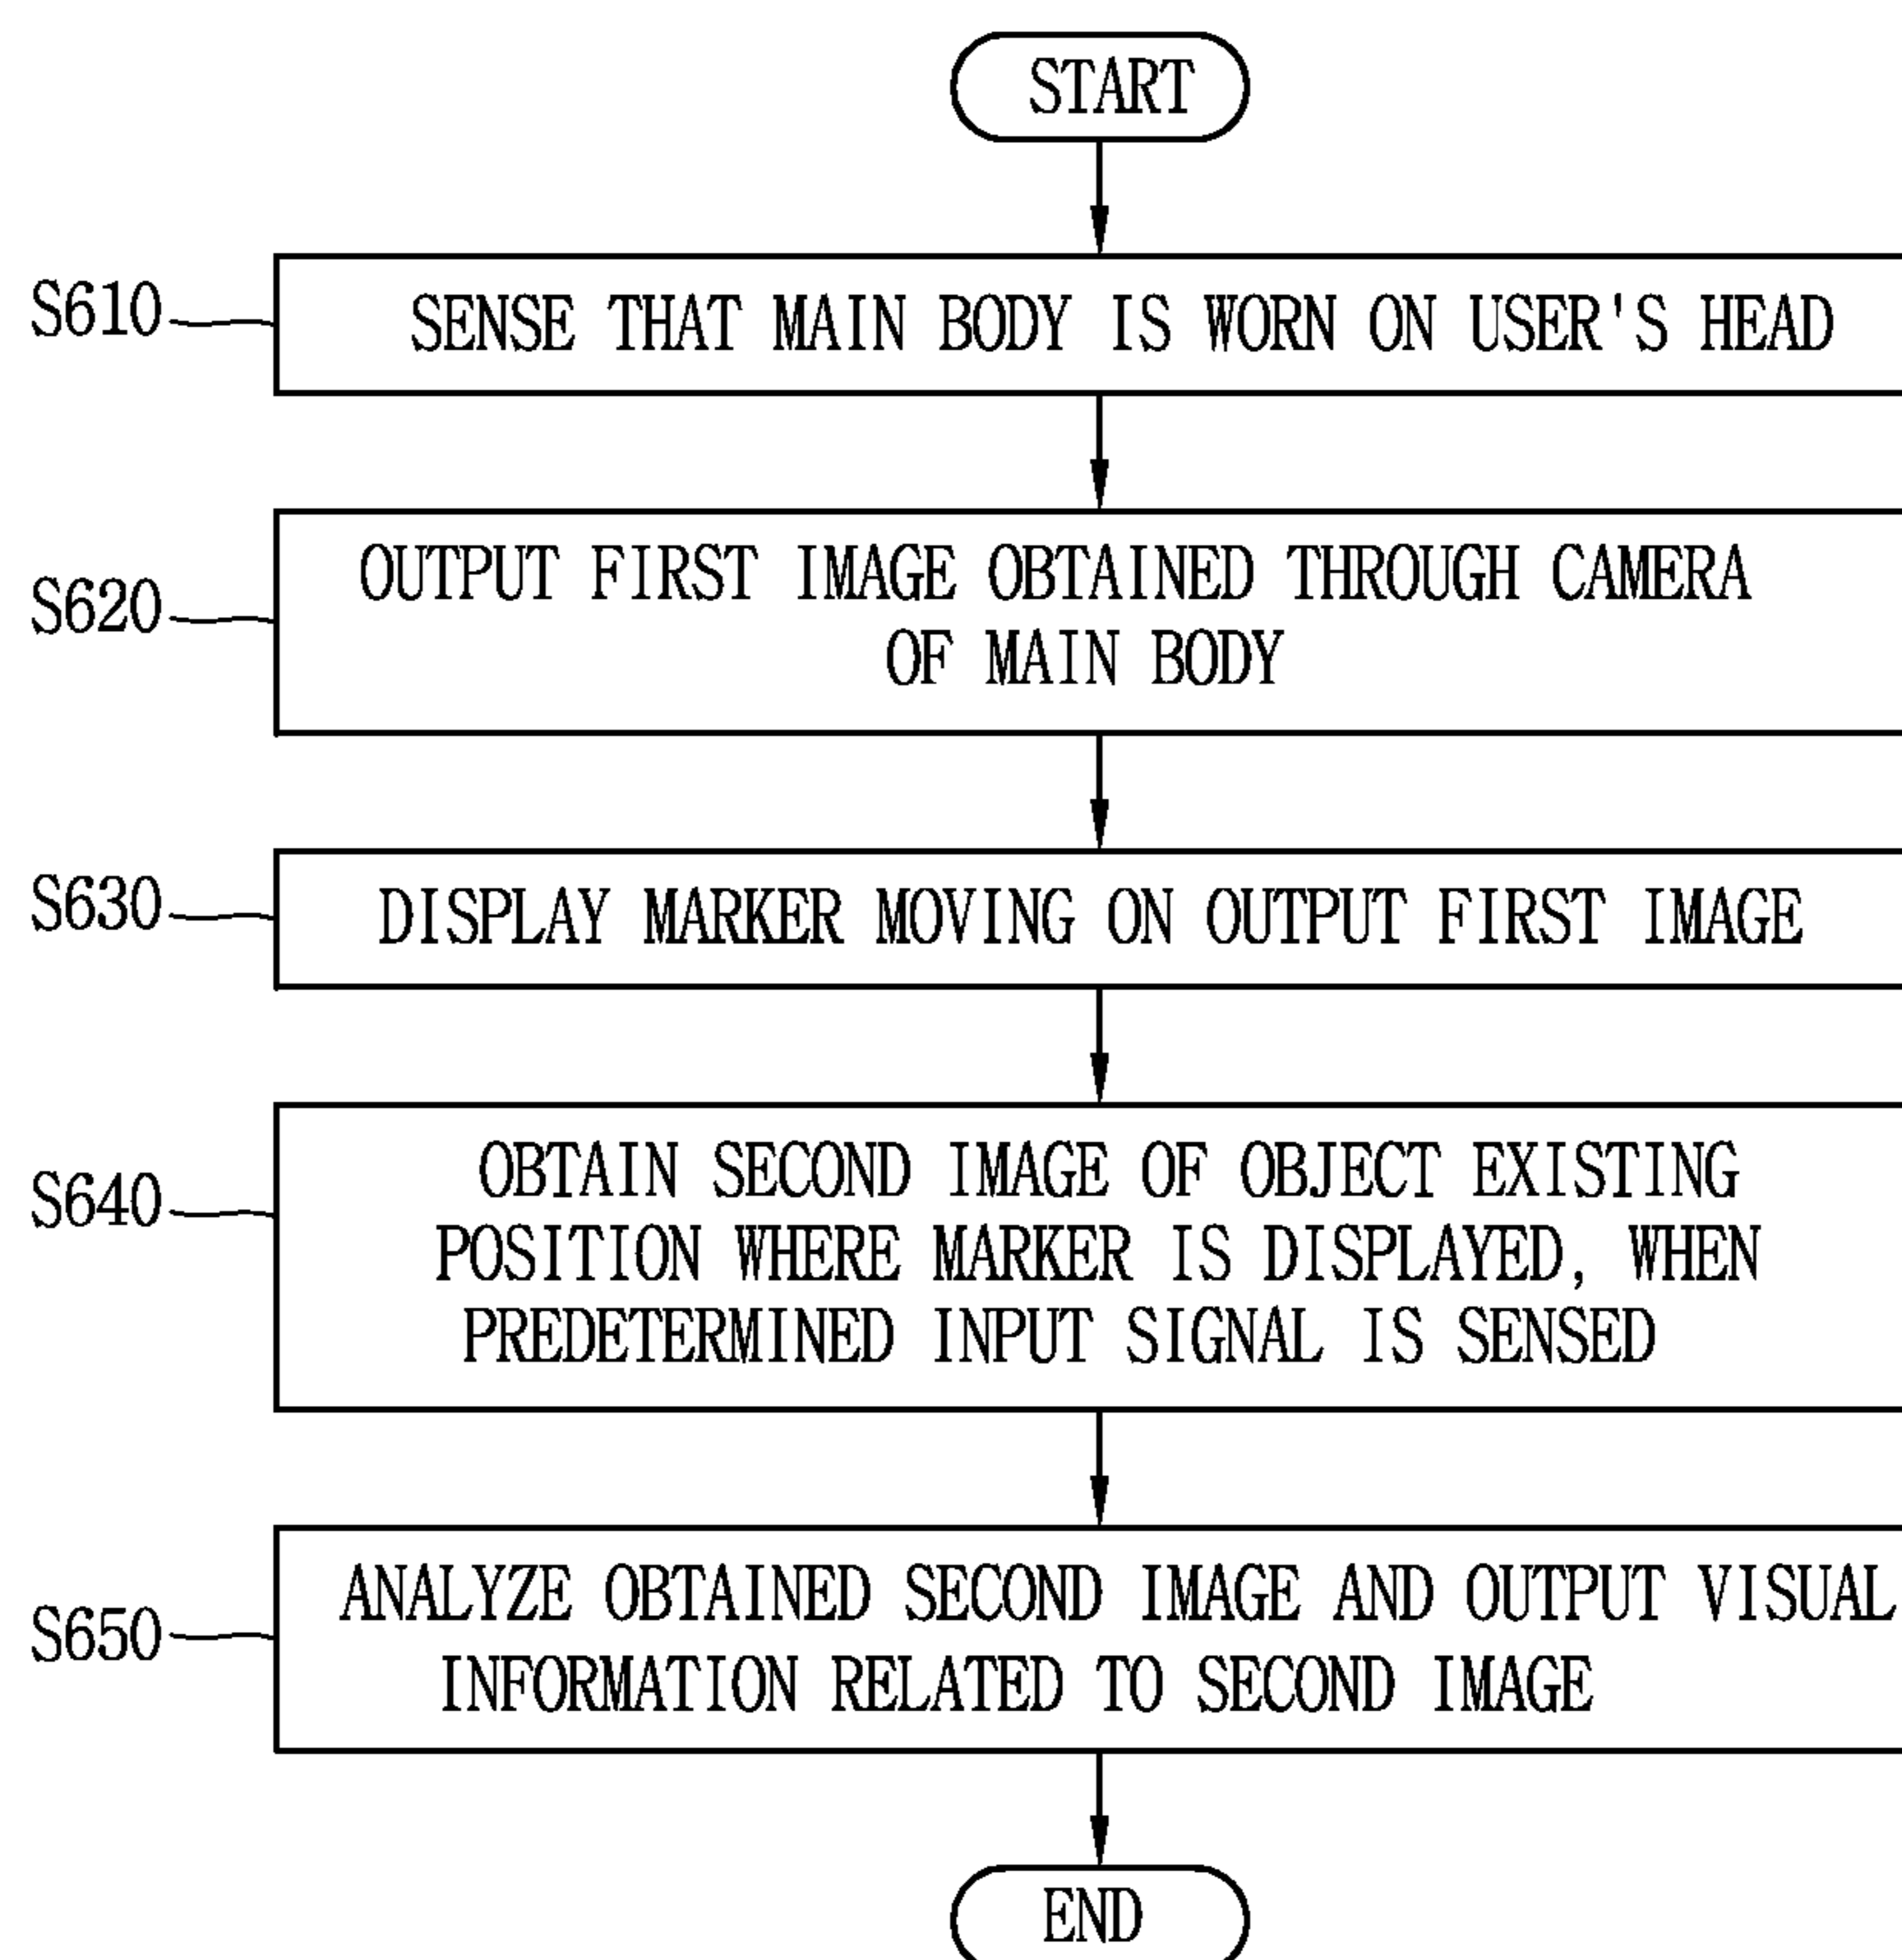 START
S610
SENSE THAT MAIN BODY IS WORN ON USER'S HEAD
S620
OUTPUT FIRST IMAGE OBTAINED THROUGH CAMERA
OF MAIN BODY
S630
DISPLAY MARKER MOVING ON OUTPUT FIRST IMAGE
S640
OBTAIN SECOND IMAGE OF OBJECT EXISTING
POSITION WHERE MARKER IS DISPLAYED, WHEN
PREDETERMINED INPUT SIGNAL IS SENSED
S650
ANALYZE OBTAINED SECOND IMAGE AND OUTPUT VISUAL
INFORMATION RELATED TO SECOND IMAGE
END